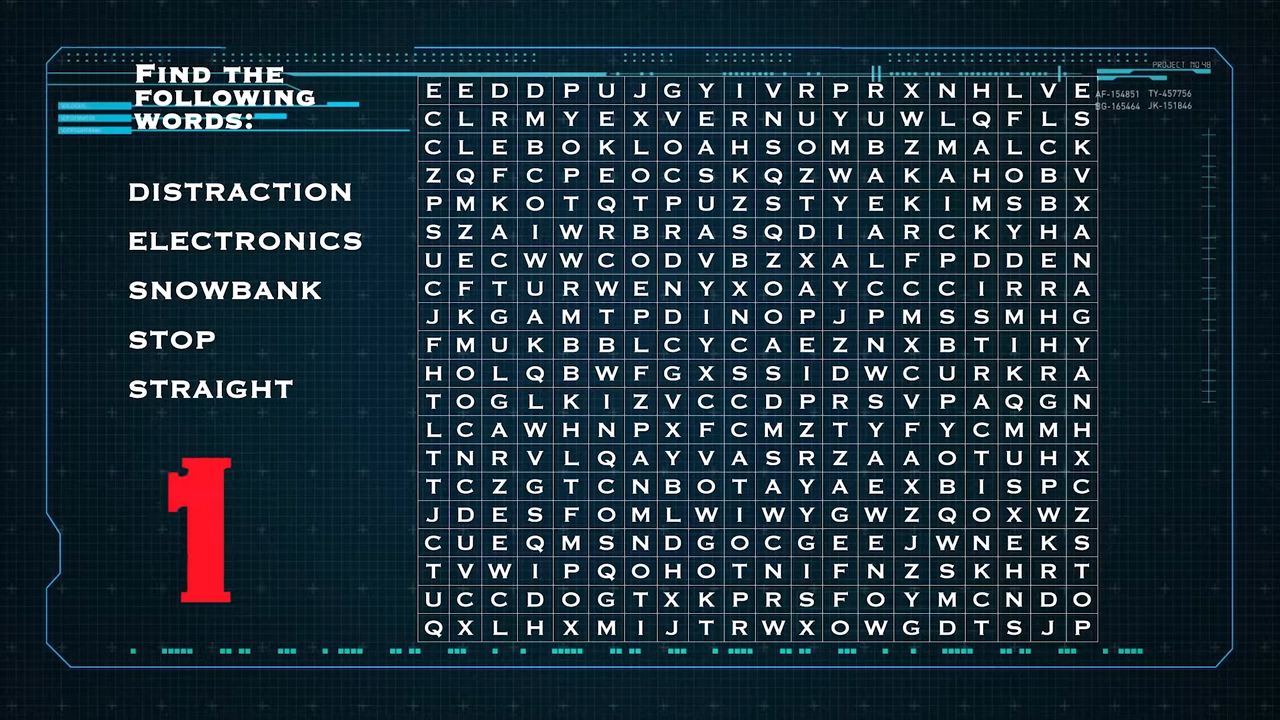 FIND THE
FOLLOWING
WORDS:
DISTRACTION
ELECTRONICS
SNOWBANK
STOP
STRAIGHT
1
PROJECT MO 48
AF-154851 TY-457756
BG-165464 JK-151846
E E D D P U J G Y I V R P R X N H L V E
C L R M Y E X V E R N U Y U W L Q F L S
C L E B O K L O A H S O M B Z M A L C K
Z Q F C P E O C S K Q Z W A K A H O B V
P M K O T Q T P U Z S T Y E K I M S B X
S Z A I W R B R A S Q D I A R C K Y H A
U E C W W C O D V B Z X A L F P D D E N
C F T U R W E N Y X O A Y C C C I R R A
J K G A M T P D I N O P J P M S S M H G
F M U K B B L C Y C A E Z N X B T I H Y
H O L Q B W F G X S S I D W C U R K R A
T O G L K I Z V C C D P R S V P A Q G N
L C A W H N P X F C M Z T Y F Y C M M H
T N R V L Q A Y V A S R Z A A O T U H X
T C Z G T C N B O T A Y A E X B I S P C
J D E S F O M L W I W Y G W Z Q O X W Z
C U E Q M S N D G O C G E E J W N E K S
T V W I P Q O H O T N I F N Z S K H R T
U C C D O G T X K P R S F O Y M C N D O
Q X L H X M I J T R W X O W G D T S J P